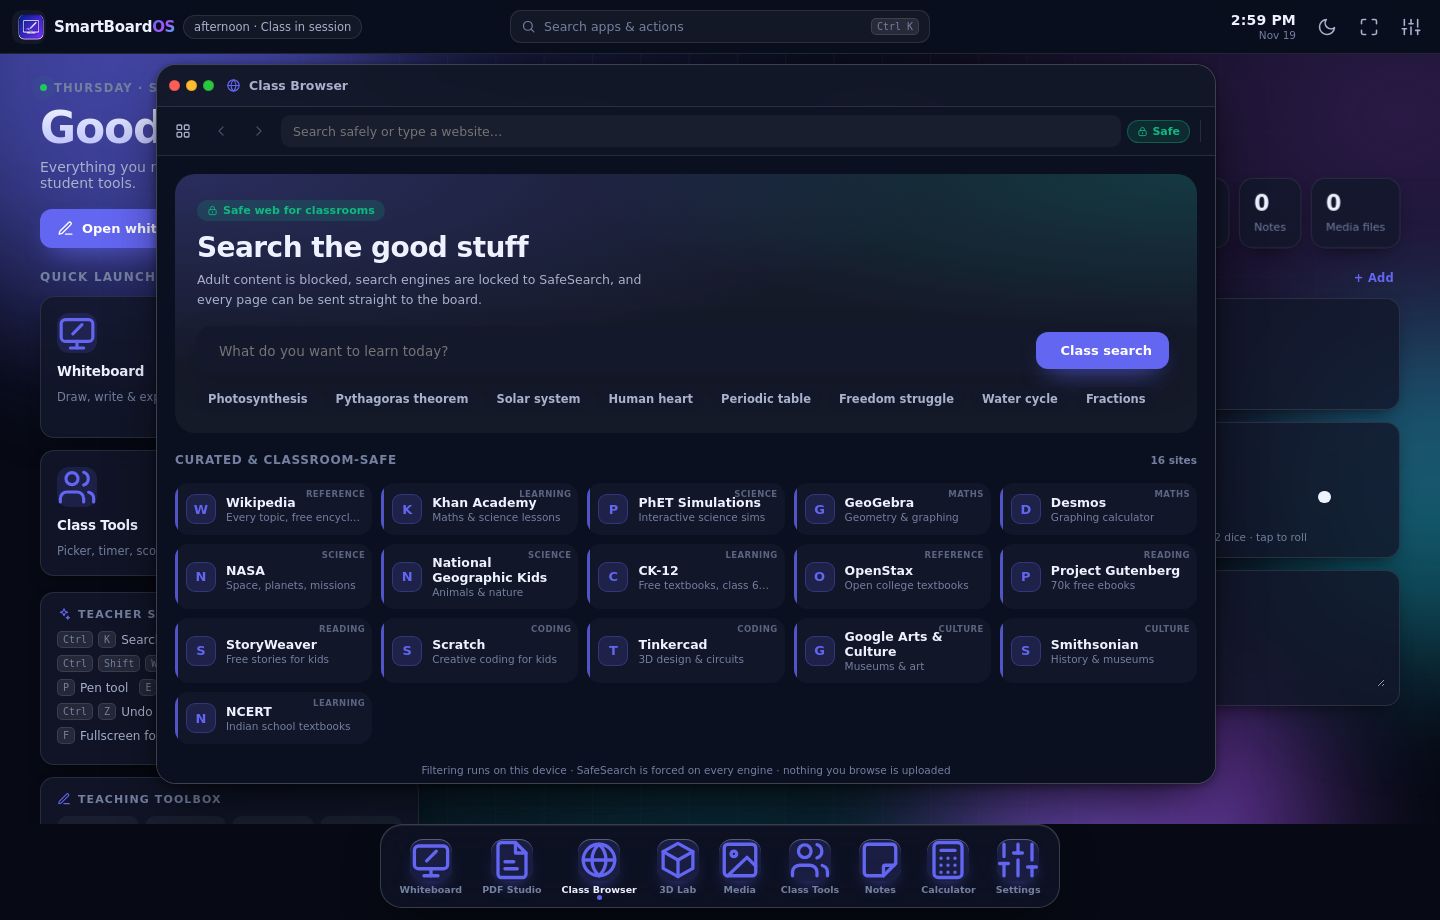 SmartBoardOS
afternoon · Class in session
Search apps & actions
Ctrl K
2:59 PM
Nov 19
THURSDAY · S
Good
Everything you
student tools.
Open whit
QUICK LAUNCH
Whiteboard
Draw, write & exp
Class Tools
Picker, timer, sco
TEACHER S
Ctrl K Searc
Ctrl Shift W
P Pen tool E
Ctrl Z Undo
F Fullscreen fo
TEACHING TOOLBOX
Class Browser
Search safely or type a website...
Safe
Safe web for classrooms
Search the good stuff
Adult content is blocked, search engines are locked to SafeSearch, and
every page can be sent straight to the board.
What do you want to learn today?
Class search
Photosynthesis Pythagoras theorem Solar system Human heart Periodic table Freedom struggle Water cycle Fractions
CURATED & CLASSROOM-SAFE
16 sites
W Wikipedia REFERENCE
Every topic, free encycl...
K Khan Academy LEARNING
Maths & science lessons
P PhET Simulations SCIENCE
Interactive science sims
G GeoGebra MATHS
Geometry & graphing
D Desmos MATHS
Graphing calculator
N NASA SCIENCE
Space, planets, missions
N National SCIENCE
Geographic Kids
Animals & nature
C CK-12 LEARNING
Free textbooks, class 6...
O OpenStax REFERENCE
Open college textbooks
P Project Gutenberg READING
70k free ebooks
S StoryWeaver READING
Free stories for kids
S Scratch CODING
Creative coding for kids
T Tinkercad CODING
3D design & circuits
G Google Arts & CULTURE
Culture
Museums & art
S Smithsonian CULTURE
History & museums
N NCERT LEARNING
Indian school textbooks
Filtering runs on this device · SafeSearch is forced on every engine · nothing you browse is uploaded
0
Notes
0
Media files
+ Add
2 dice · tap to roll
Whiteboard PDF Studio Class Browser 3D Lab Media Class Tools Notes Calculator Settings